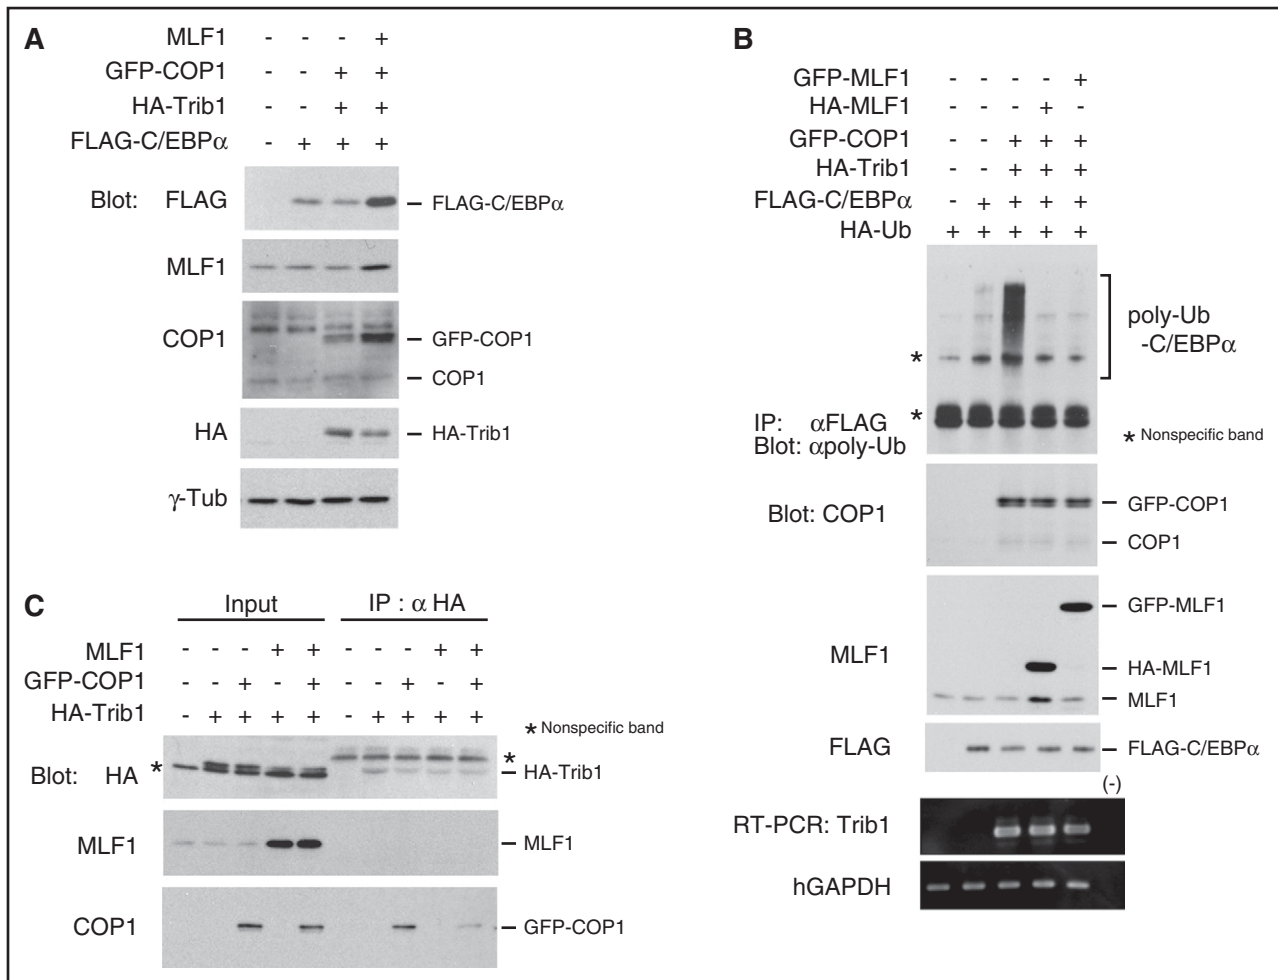 A
MLF1 - - - +
GFP-COP1 - - + +
HA-Trib1 - - + +
FLAG-C/EBPα - + + +
Blot: FLAG
FLAG-C/EBPα
MLF1
COP1
GFP-COP1
COP1
HA
HA-Trib1
γ-Tub
B
GFP-MLF1 - - - - +
HA-MLF1 - - - + -
GFP-COP1 - - + + +
HA-Trib1 - - + + +
FLAG-C/EBPα - + + + +
HA-Ub + + + + +
poly-Ub
-C/EBPα
*
*
IP: αFLAG
Blot: αpoly-Ub
* Nonspecific band
Blot: COP1
GFP-COP1
COP1
MLF1
GFP-MLF1
HA-MLF1
MLF1
FLAG
FLAG-C/EBPα
(-)
RT-PCR: Trib1
hGAPDH
C
Input IP : α HA
MLF1 - - - + + - - - + +
GFP-COP1 - - + - + - - + - +
HA-Trib1 - + + + + - + + + +
* Nonspecific band
Blot: HA * *
HA-Trib1
MLF1
MLF1
COP1
GFP-COP1